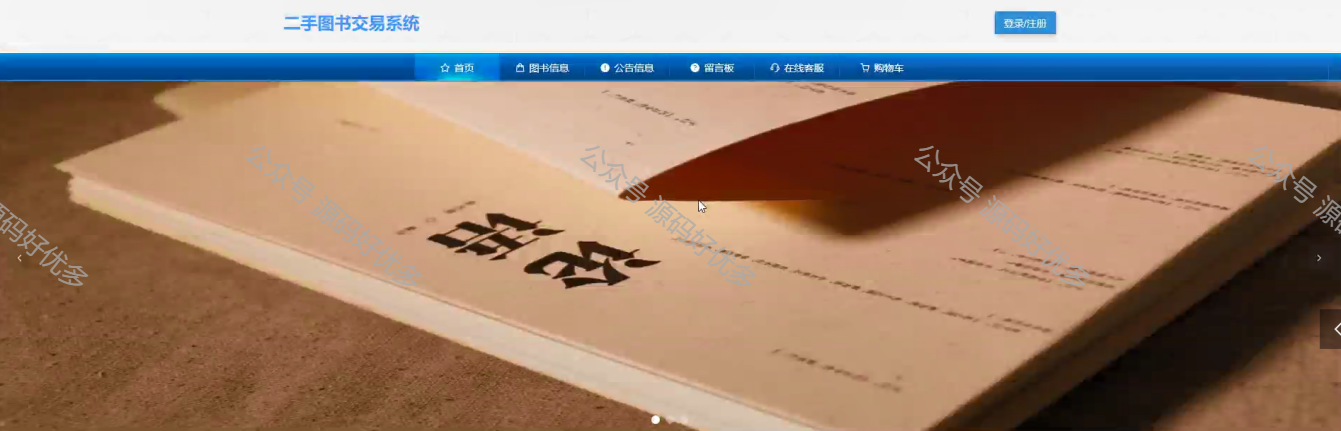 二手图书交易系统
登录/注册
首页
图书信息
公告信息
留言板
在线客服
购物车
论语
公众号 源码好优多
公众号 源码好优多
公众号 源码好优多
公众号 源
源码好优多